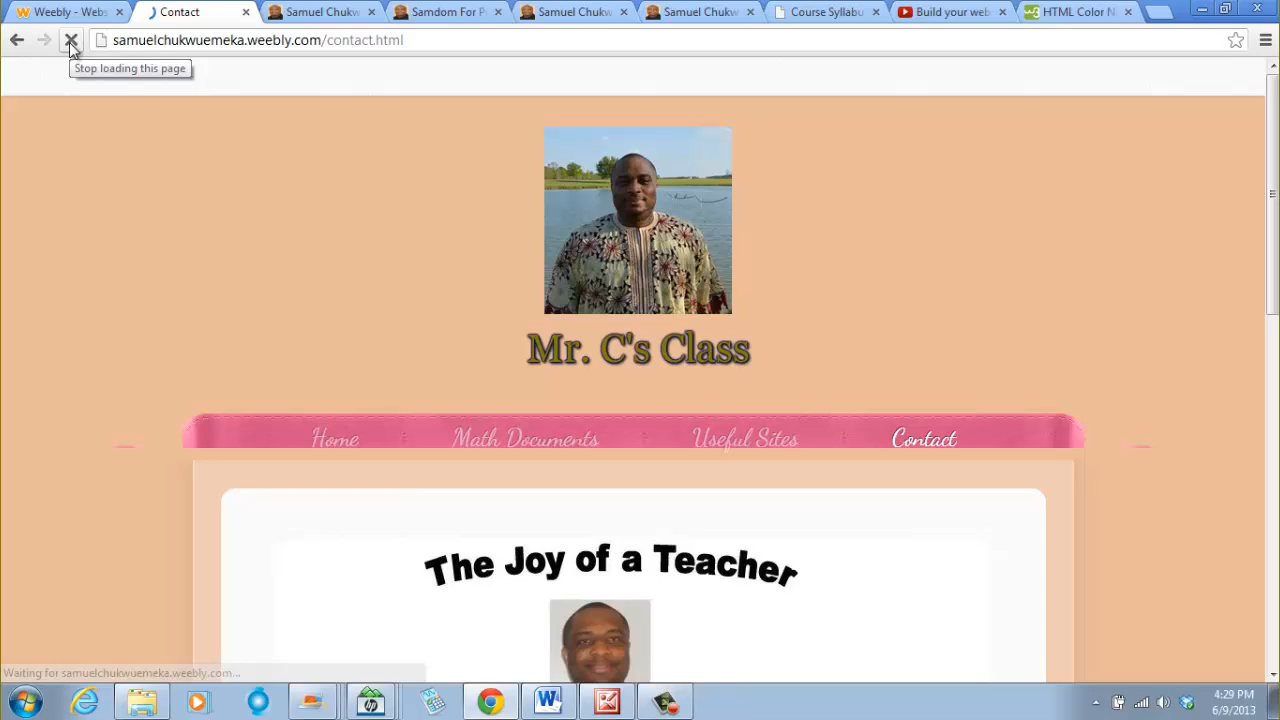 Weebly - Webs
Contact
Samuel Chukw
Samdom For P
Samuel Chukw
Samuel Chukw
Course Syllabu
Build your web
HTML Color N
samuelchukwuemeka.weebly.com/contact.html
Stop loading this page
Mr. C's Class
Home
Math Documents
Useful Sites
Contact
The Joy of a Teacher
Waiting for samuelchukwuemeka.weebly.com...
4:29 PM
6/9/2013